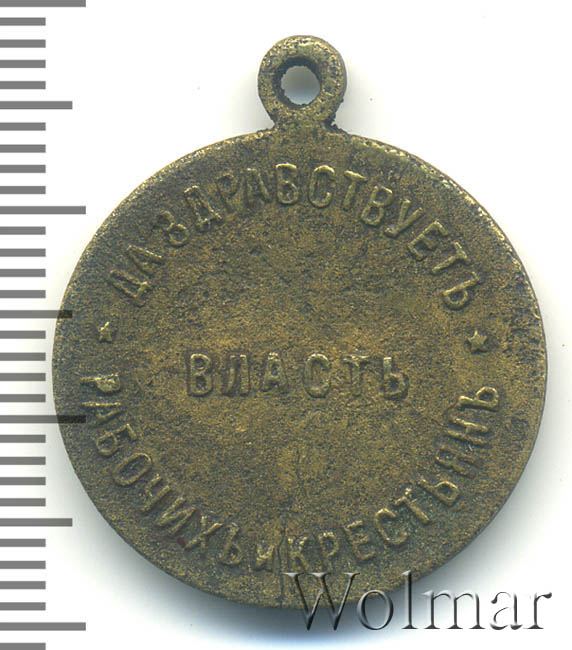 ДА ЗДРАВСТВУЕТЪ
ВЛАСТЬ
РАБОЧИХЪ И КРЕСТЬЯНЪ
Wolmar